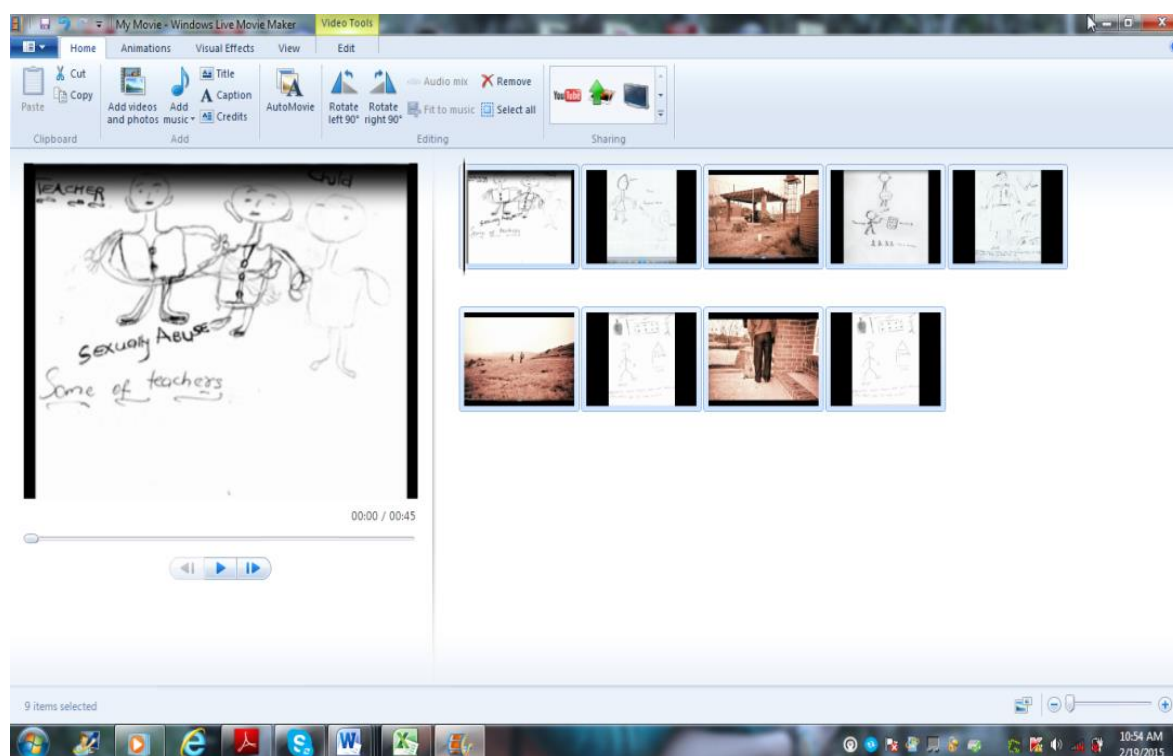 My Movie - Windows Live Movie Maker
Video Tools
Home
Animations
Visual Effects
View
Edit
Paste
Cut
Copy
Clipboard
Add videos and photos
Add music
Title
Caption
Credits
Add
AutoMovie
Rotate left 90°
Rotate right 90°
Audio mix
Fit to music
Remove
Select all
Editing
YouTube
Sharing
TEACHER
Child
SEXUALLY ABUSE
Some of teachers
00:00 / 00:45
9 items selected
10:54 AM
2/19/2015